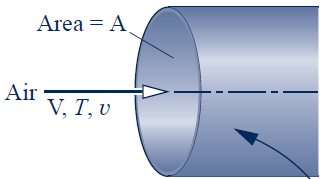 Area = A
Air
V, T, υ